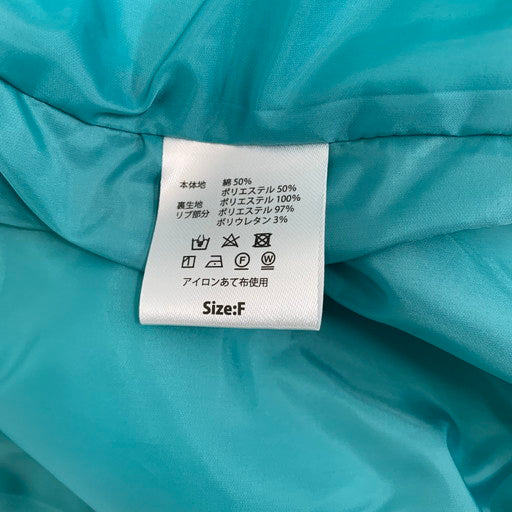 本体地 綿 50%
ポリエステル 50%
裏生地 ポリエステル 100%
リブ部分 ポリエステル 97%
ポリウレタン 3%
アイロンあて布使用
Size:F